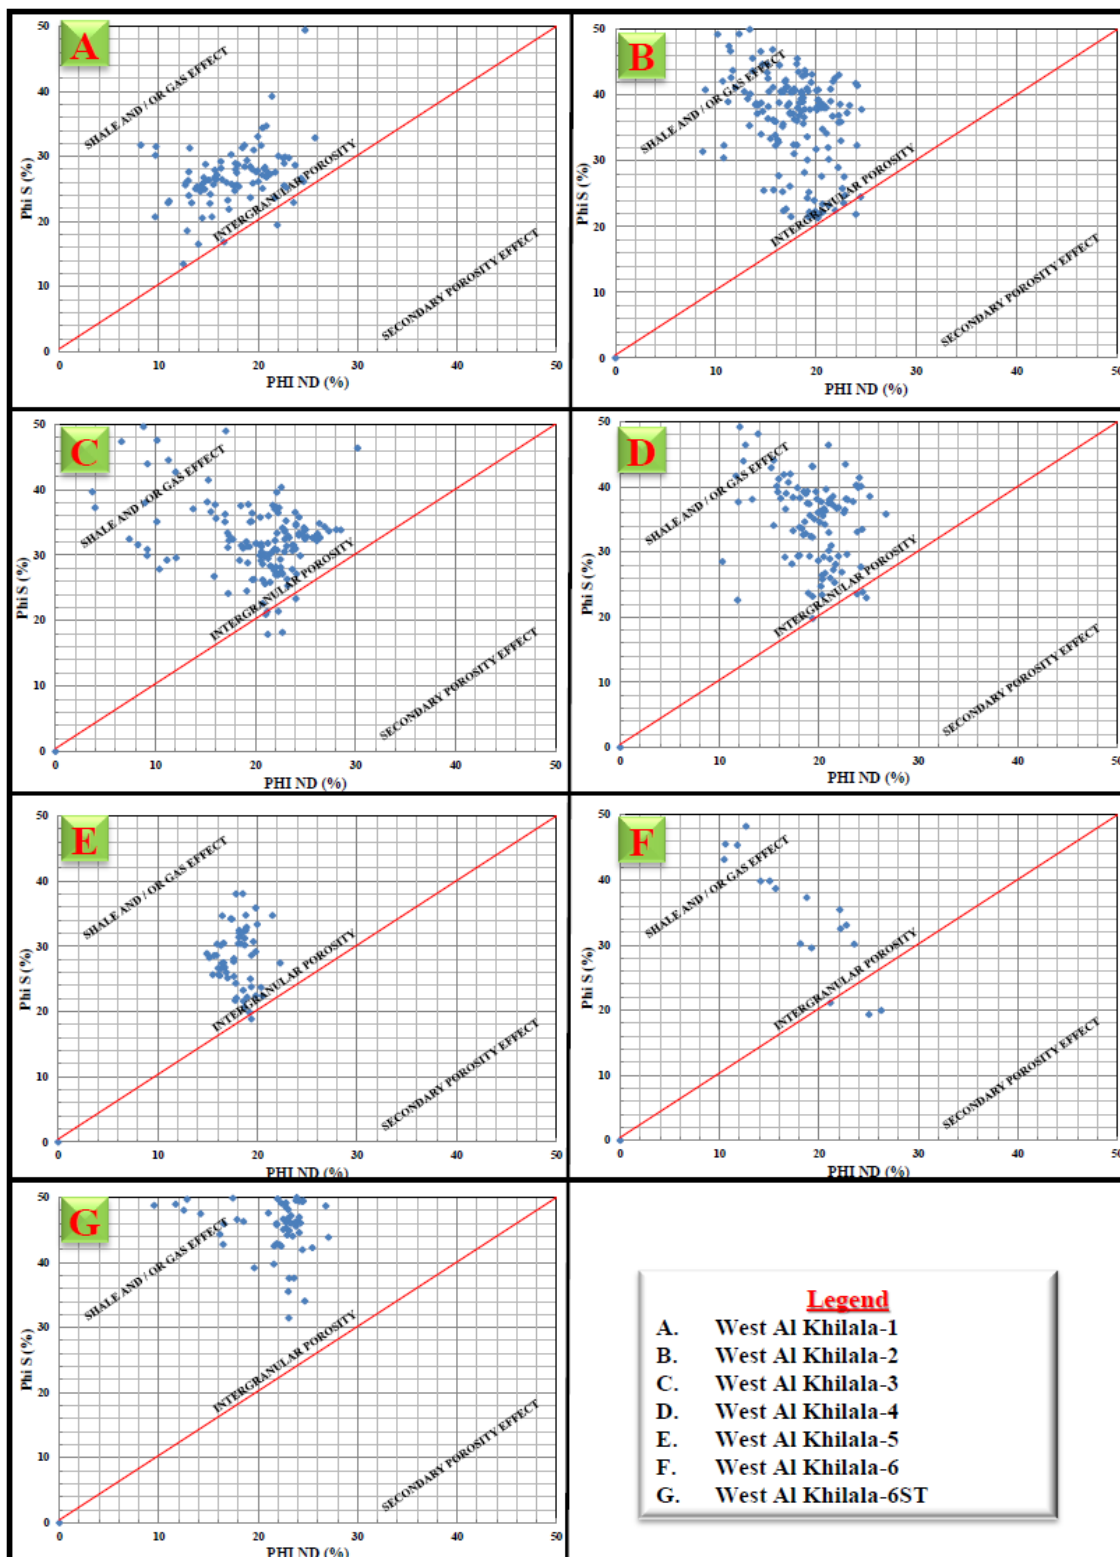 A
50
40
30
20
10
0
0
10
20
30
40
50
Phi S (%)
PHI ND (%)
SHALE AND / OR GAS EFFECT
INTERGRANULAR POROSITY
SECONDARY POROSITY EFFECT
B
50
40
30
20
10
0
0
10
20
30
40
50
Phi S (%)
PHI ND (%)
SHALE AND / OR GAS EFFECT
INTERGRANULAR POROSITY
SECONDARY POROSITY EFFECT
C
50
40
30
20
10
0
0
10
20
30
40
50
Phi S (%)
PHI ND (%)
SHALE AND / OR GAS EFFECT
INTERGRANULAR POROSITY
SECONDARY POROSITY EFFECT
D
50
40
30
20
10
0
0
10
20
30
40
50
Phi S (%)
PHI ND (%)
SHALE AND / OR GAS EFFECT
INTERGRANULAR POROSITY
SECONDARY POROSITY EFFECT
E
50
40
30
20
10
0
0
10
20
30
40
50
Phi S (%)
PHI ND (%)
SHALE AND / OR GAS EFFECT
INTERGRANULAR POROSITY
SECONDARY POROSITY EFFECT
F
50
40
30
20
10
0
0
10
20
30
40
50
Phi S (%)
PHI ND (%)
SHALE AND / OR GAS EFFECT
INTERGRANULAR POROSITY
SECONDARY POROSITY EFFECT
G
50
40
30
20
10
0
0
10
20
30
40
50
Phi S (%)
PHI ND (%)
SHALE AND / OR GAS EFFECT
INTERGRANULAR POROSITY
SECONDARY POROSITY EFFECT
Legend
A. West Al Khilala-1
B. West Al Khilala-2
C. West Al Khilala-3
D. West Al Khilala-4
E. West Al Khilala-5
F. West Al Khilala-6
G. West Al Khilala-6ST